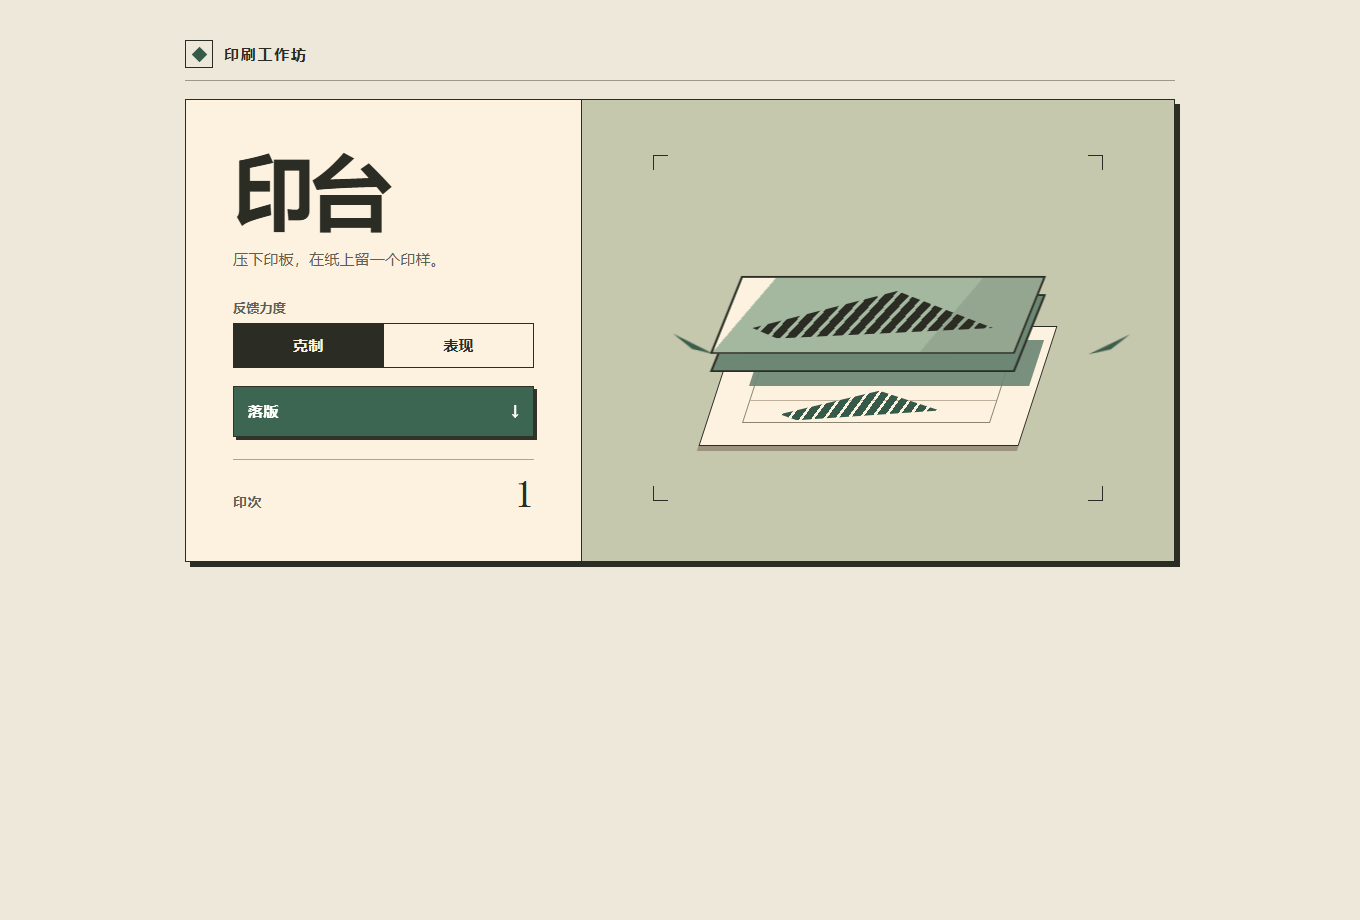 印刷工作坊
印台
压下印板，在纸上留一个印样。
反馈力度
克制 表现
落版 ↓
印次 1